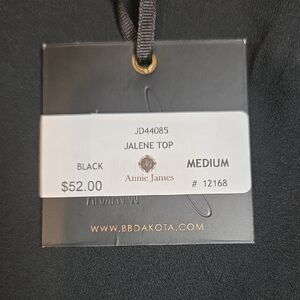 JD44085
JALENE TOP
BLACK MEDIUM
Annie James
$52.00 # 12168
WWW.BBDAKOTA.COM